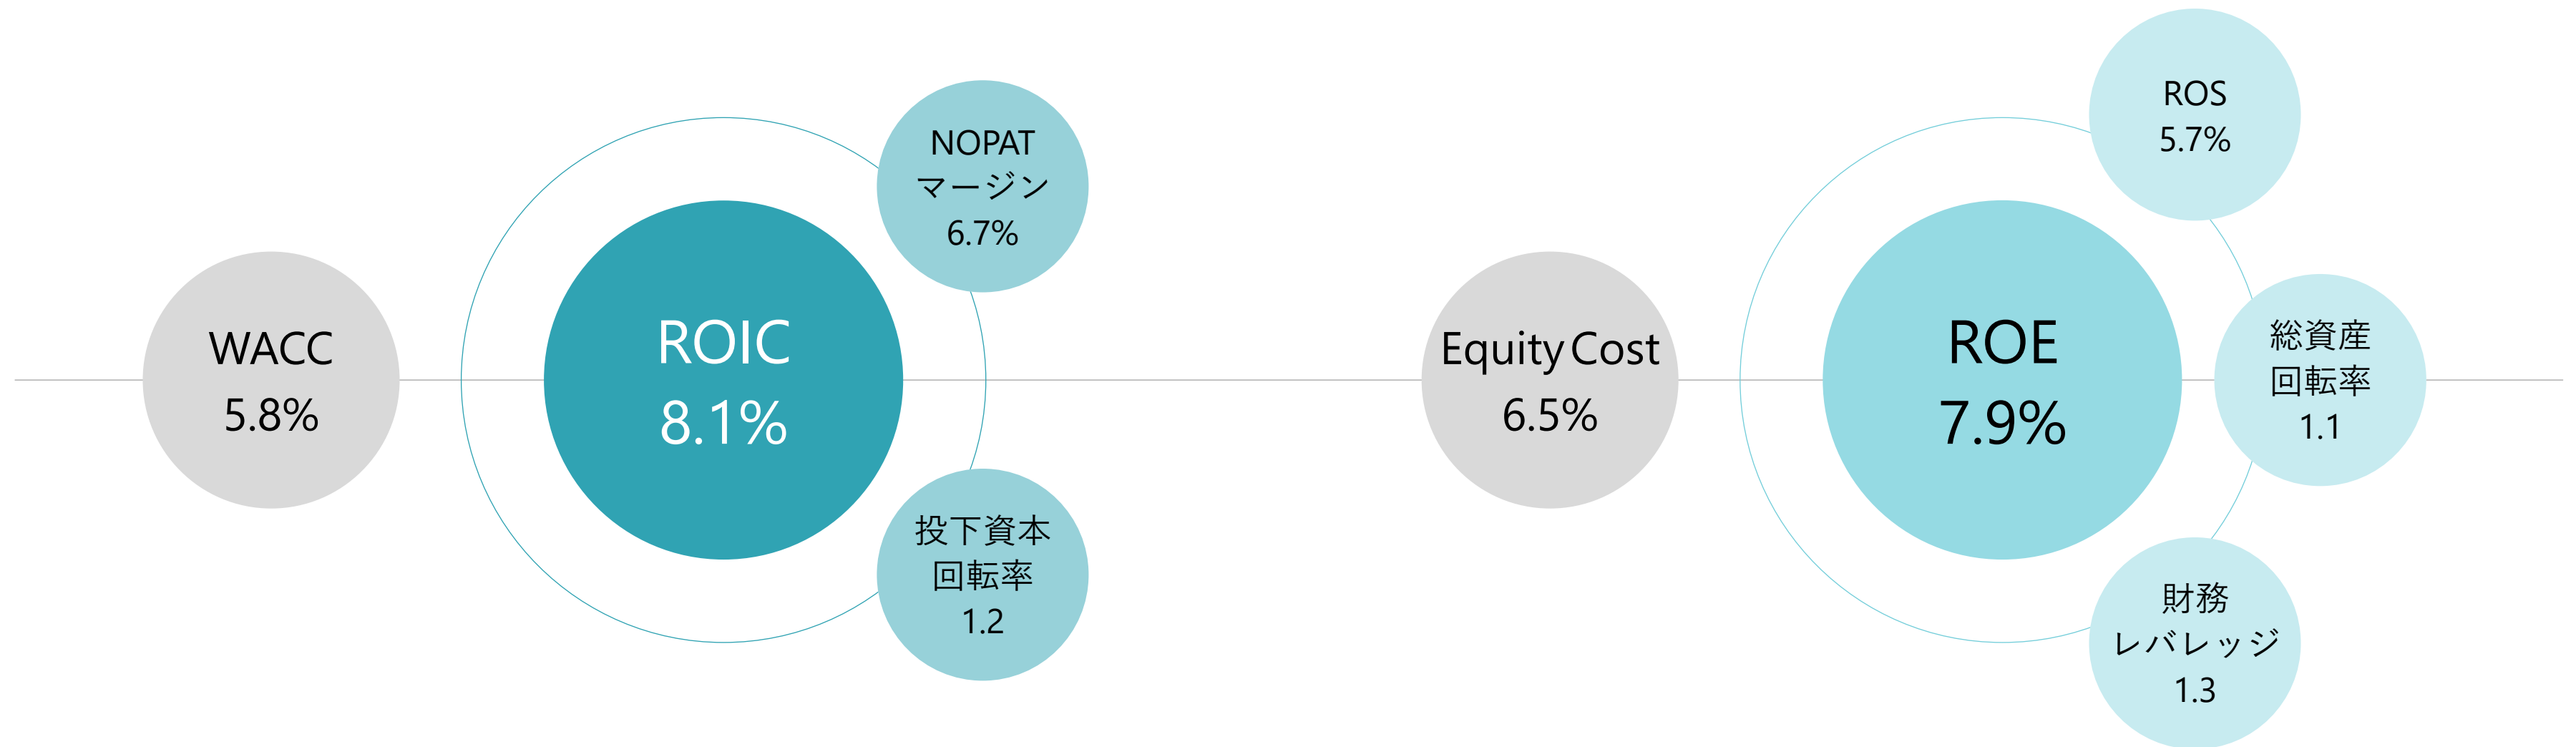 WACC
5.8%
ROIC
8.1%
NOPAT
マージン
6.7%
投下資本
回転率
1.2
Equity Cost
6.5%
ROE
7.9%
ROS
5.7%
総資産
回転率
1.1
財務
レバレッジ
1.3